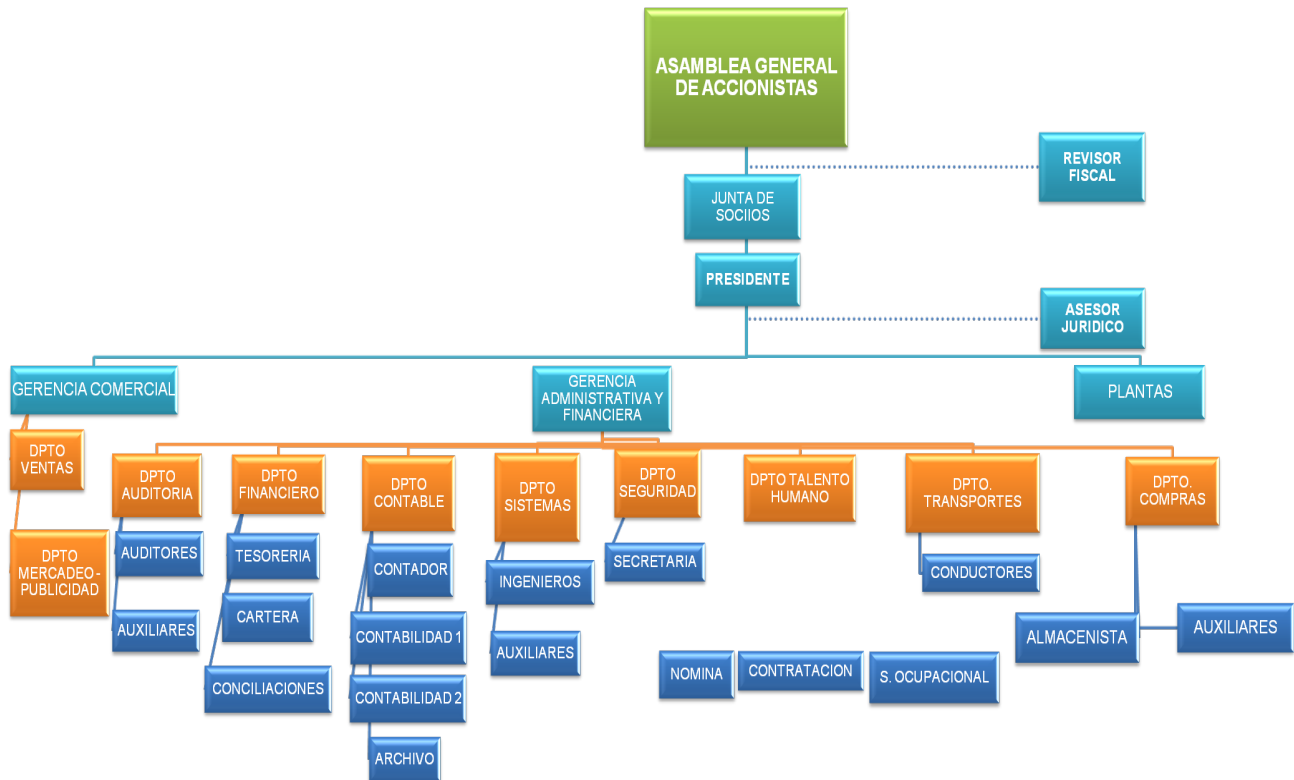 ASAMBLEA GENERAL
DE ACCIONISTAS
REVISOR
FISCAL
JUNTA DE
SOCIIOS
PRESIDENTE
ASESOR
JURIDICO
GERENCIA COMERCIAL
GERENCIA
ADMINISTRATIVA Y
FINANCIERA
PLANTAS
DPTO
VENTAS
DPTO
MERCADEO-
PUBLICIDAD
DPTO
AUDITORIA
AUDITORES
AUXILIARES
DPTO
FINANCIERO
TESORERIA
CARTERA
CONCILIACIONES
DPTO
CONTABLE
CONTADOR
CONTABILIDAD 1
CONTABILIDAD 2
ARCHIVO
DPTO
SISTEMAS
INGENIEROS
AUXILIARES
DPTO
SEGURIDAD
SECRETARIA
DPTO TALENTO
HUMANO
NOMINA
CONTRATACION
S. OCUPACIONAL
DPTO.
TRANSPORTES
CONDUCTORES
DPTO.
COMPRAS
ALMACENISTA
AUXILIARES